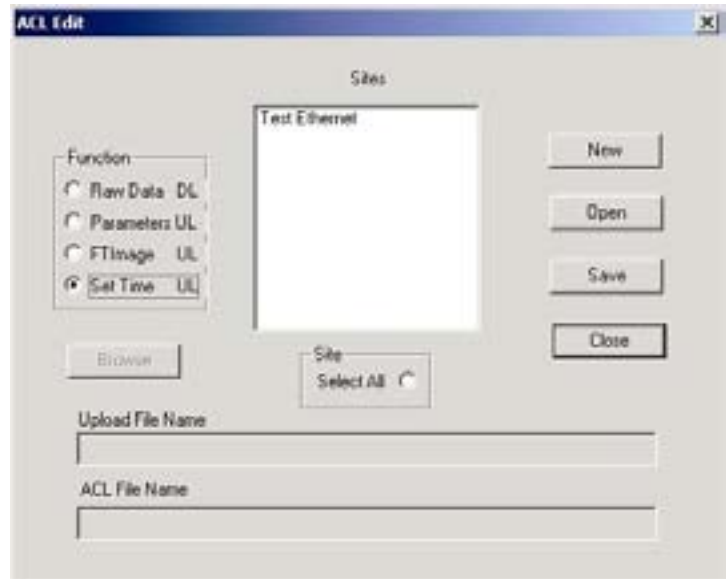 ACL Edit
Sites
Test Ethernet
Function
Raw Data DL
Parameters UL
FTImage UL
Set Time UL
Browse
New
Open
Save
Close
Site
Select All
Upload File Name
ACL File Name